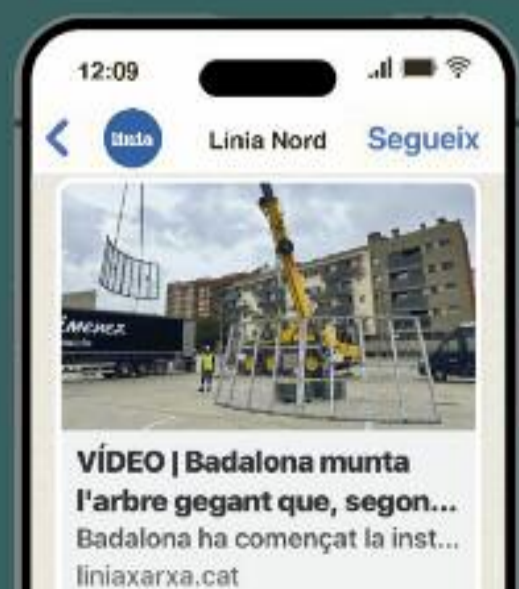 12:09
línia
Linia Nord
Segueix
VÍDEO | Badalona munta
l'arbre gegant que, segon...
Badalona ha començat la inst...
liniaxarxa.cat